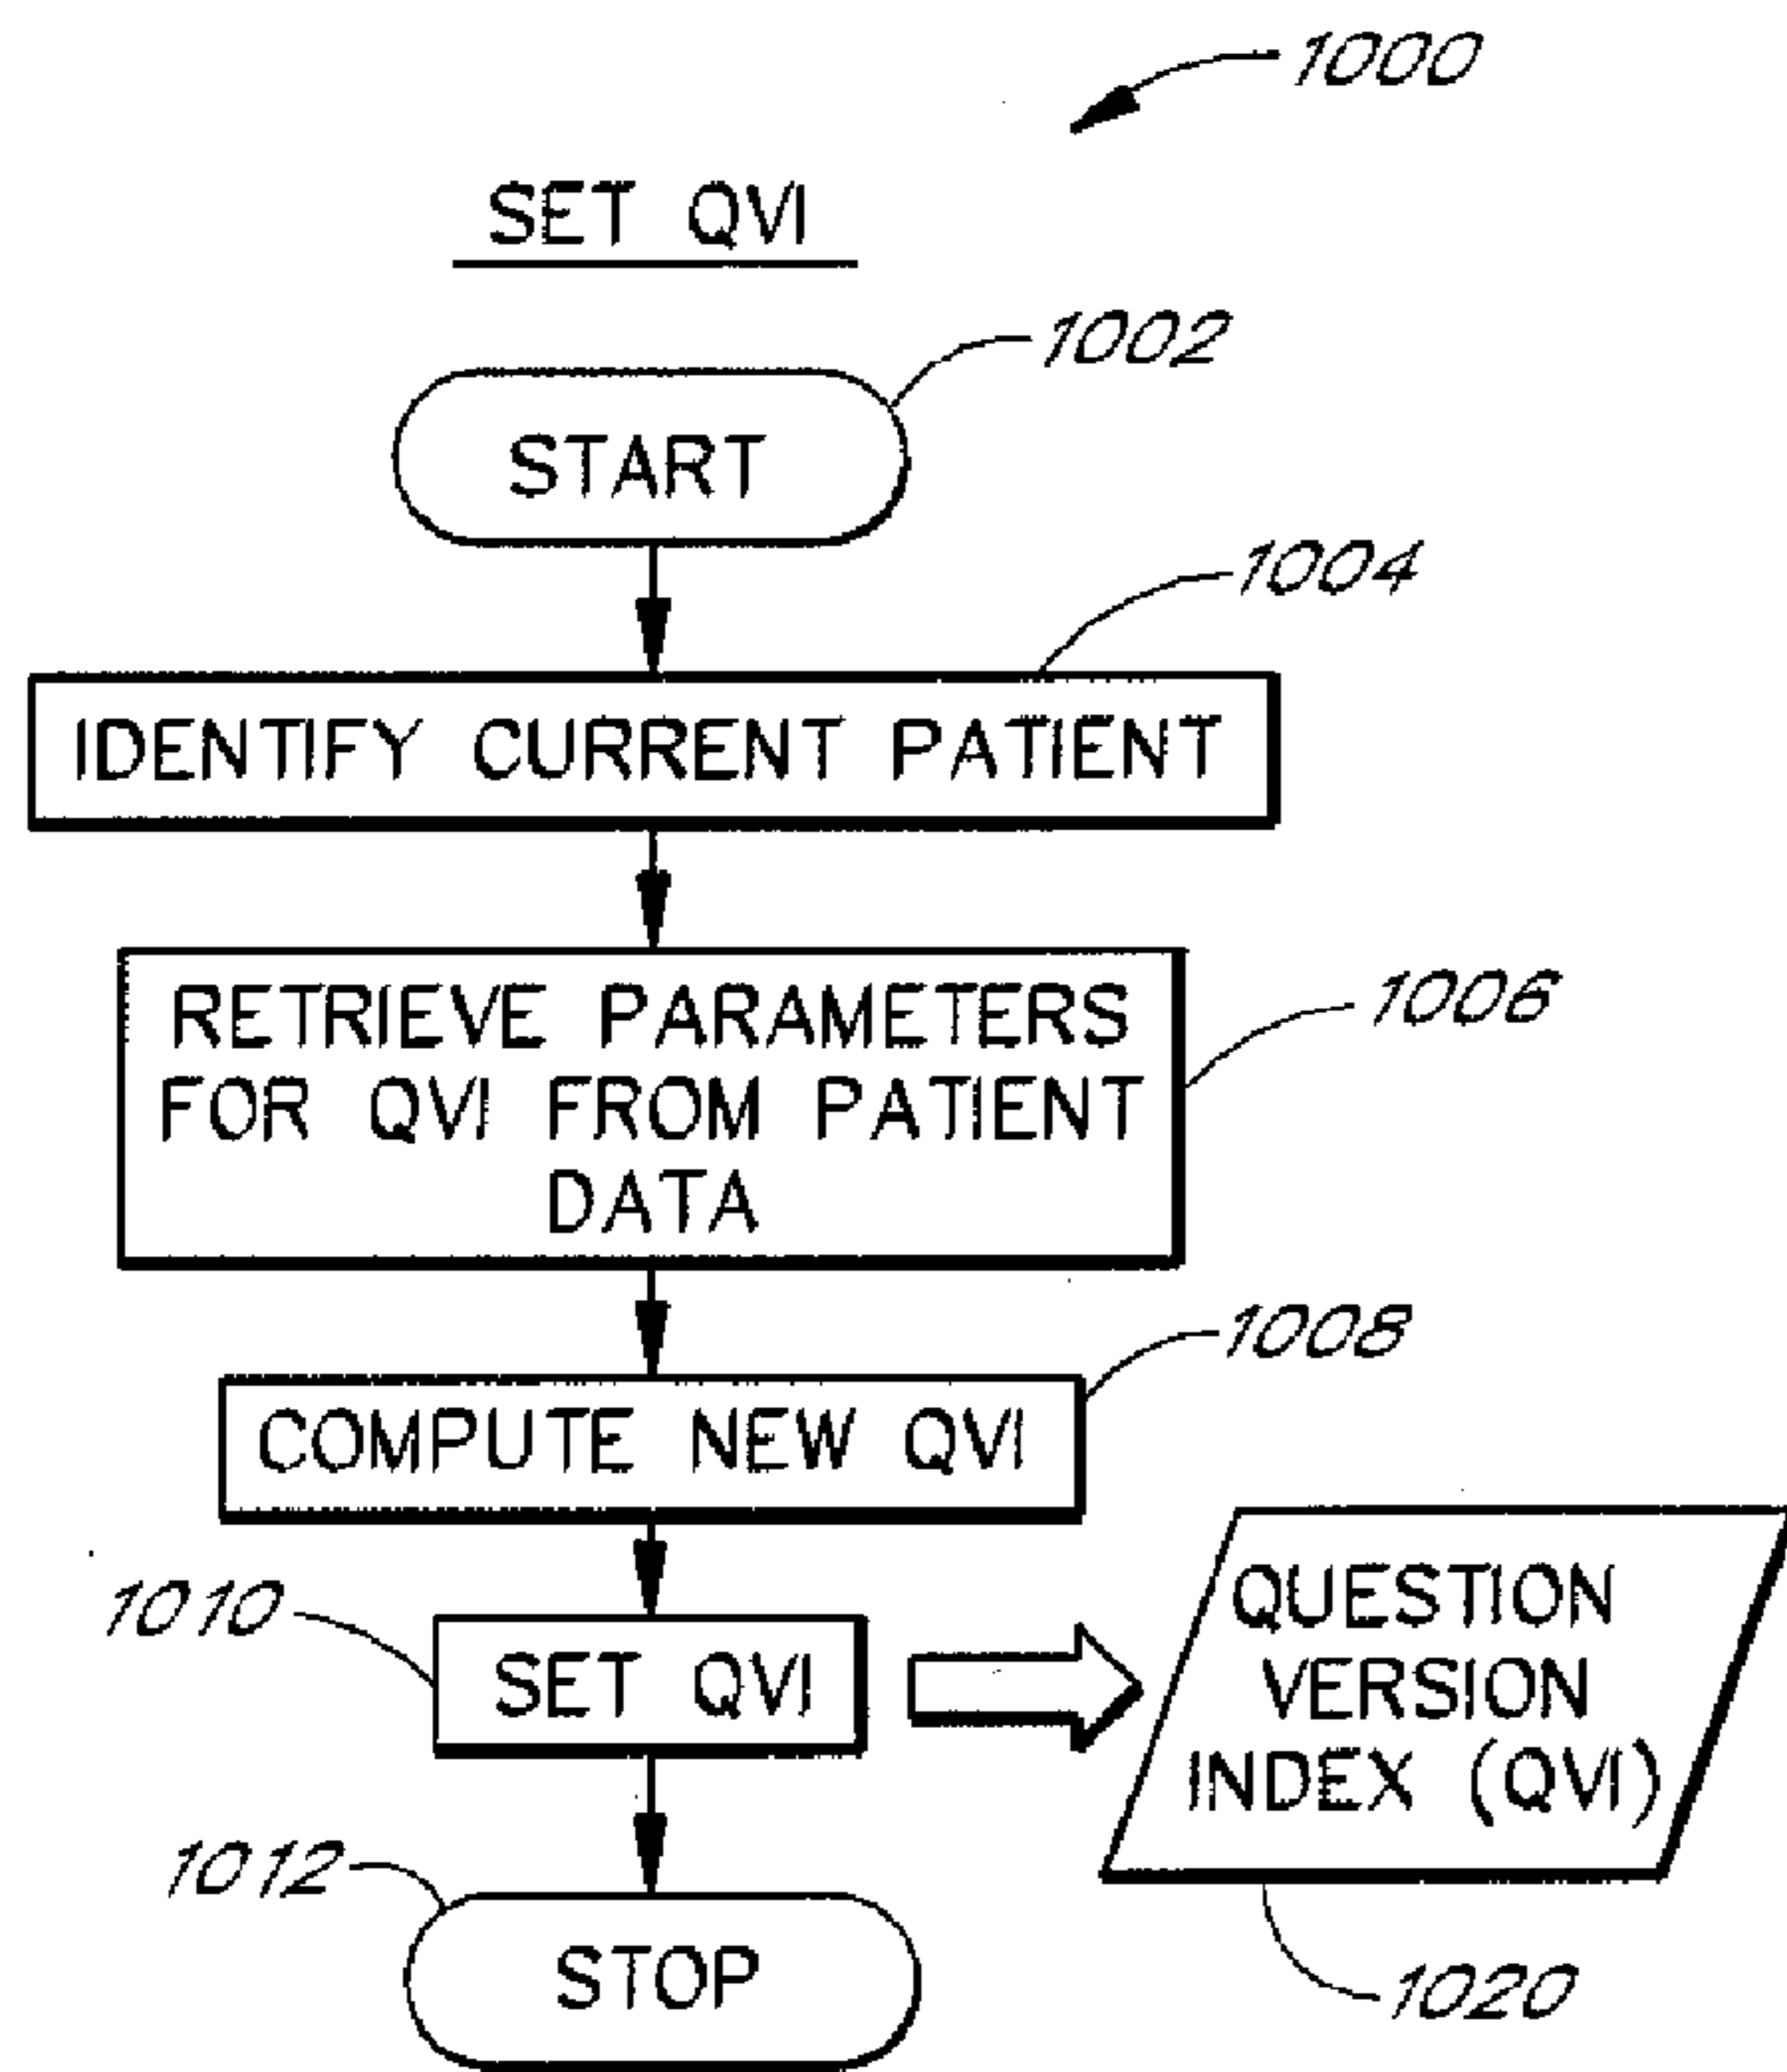 1000
SET QVI
1002
START
1004
IDENTIFY CURRENT PATIENT
1006
RETRIEVE PARAMETERS
FOR QVI FROM PATIENT
DATA
1008
COMPUTE NEW QVI
1010
SET QVI
QUESTION
VERSION
INDEX (QVI)
1012
STOP
1020